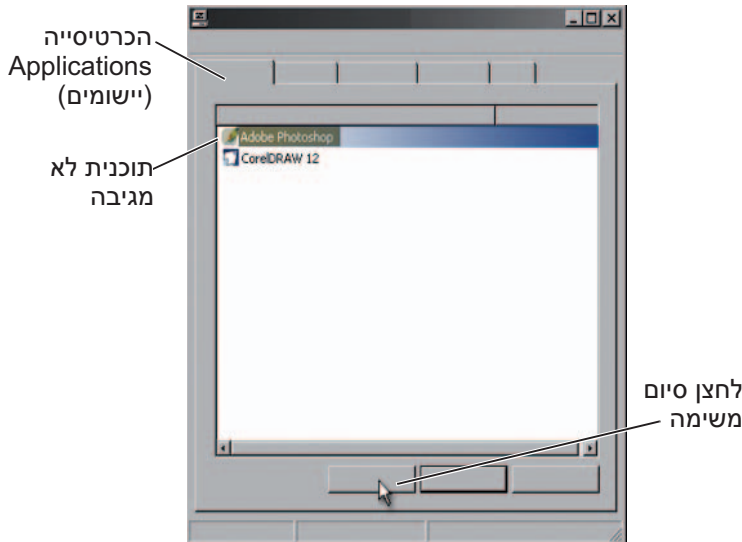 הכרטיסייה
Applications
(יישומים)
Adobe Photoshop
CorelDRAW 12
תוכנית לא
מגיבה
לחצן סיום
משימה